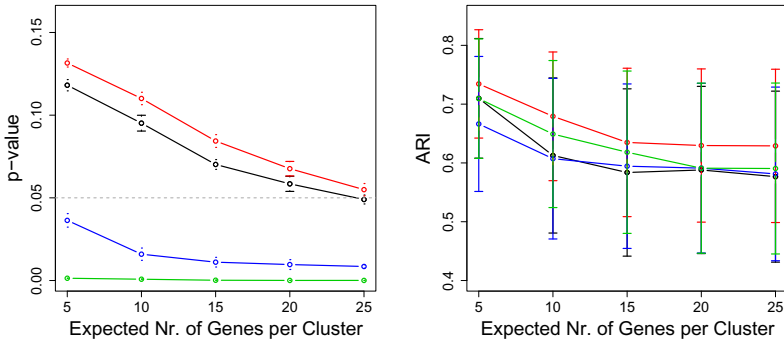 0.15
0.10
0.05
0.00
p−value
5 10 15 20 25
Expected Nr. of Genes per Cluster
0.8
0.7
0.6
0.5
0.4
ARI
5 10 15 20 25
Expected Nr. of Genes per Cluster